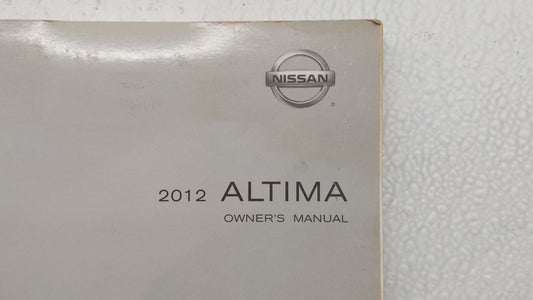 NISSAN
®
2012 ALTIMA
OWNER'S MANUAL